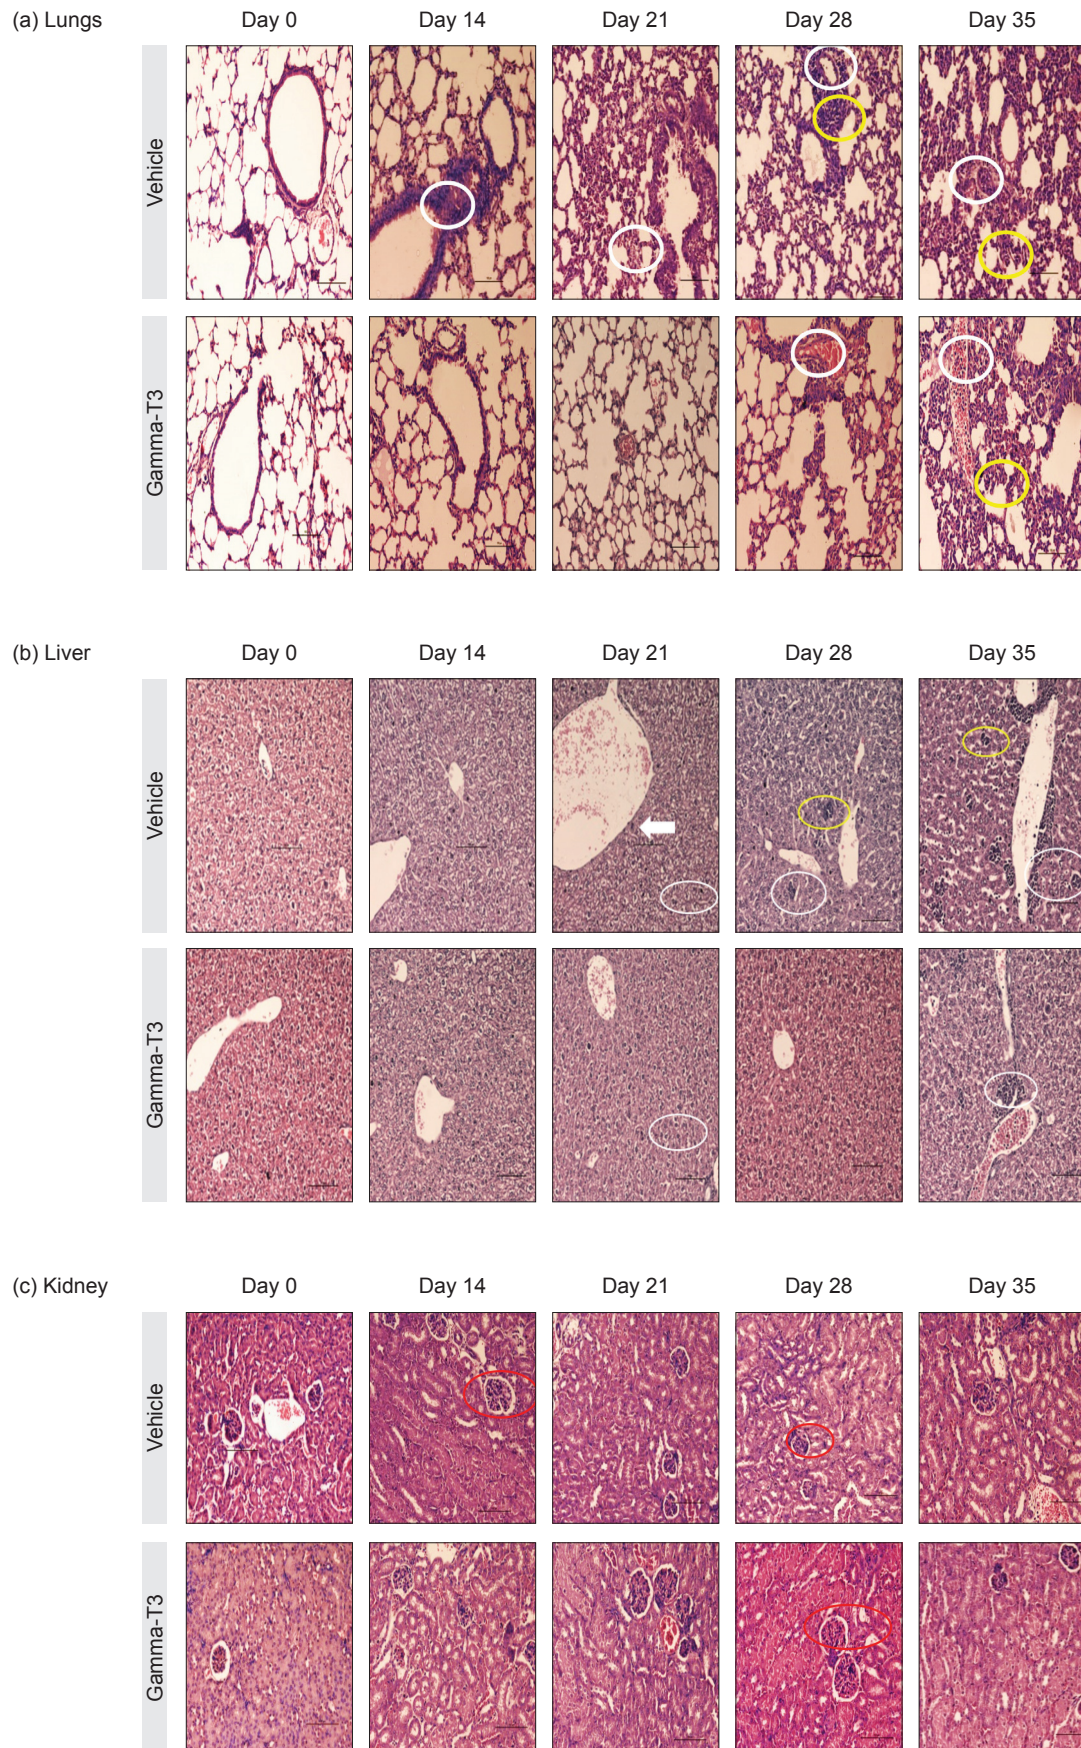 (a) Lungs Day 0 Day 14 Day 21 Day 28 Day 35
Vehicle
Gamma-T3
(b) Liver Day 0 Day 14 Day 21 Day 28 Day 35
Vehicle
Gamma-T3
(c) Kidney Day 0 Day 14 Day 21 Day 28 Day 35
Vehicle
Gamma-T3